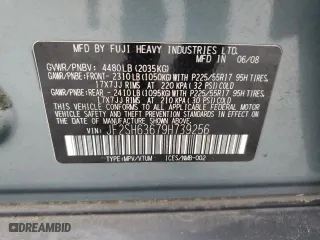 MFD BY FUJI HEAVY INDUSTRIES LTD.
GVWR/PNBV: 4480LB (2035KG) MFD IN 06/08
GAWR/PNBE:FRONT- 2310LB(1050KG)WITH P225/55R17 95H TIRES,
17X7JJ RIMS AT 220 KPA( 32 PSI)COLD
GAWR/PNBE:REAR - 2410LB(1095KG)WITH P225/55R17 95H TIRES,
17X7JJ RIMS AT 210 KPA( 30 PSI)COLD
THIS VEHICLE CONFORMS TO ALL APPLICABLE FEDERAL MOTOR
VEHICLE SAFETY, BUMPER, AND THEFT PREVENTION STANDARDS
IN EFFECT ON THE DATE OF MANUFACTURE SHOWN ABOVE.
VIN: JF2SH63679H739256
TYPE:MPV/VTUM ICES/NMB-002